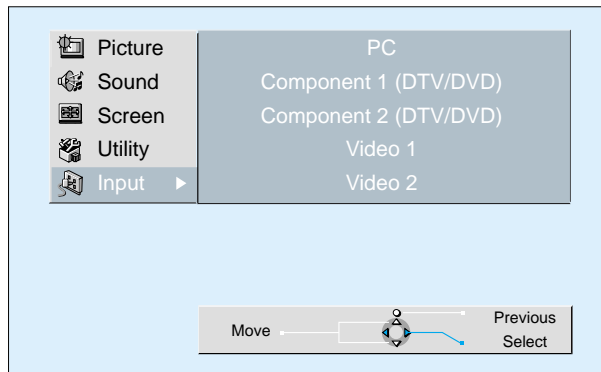 Picture
Sound
Screen
Utility
Input
PC
Component 1 (DTV/DVD)
Component 2 (DTV/DVD)
Video 1
Video 2
Move
Previous
Select